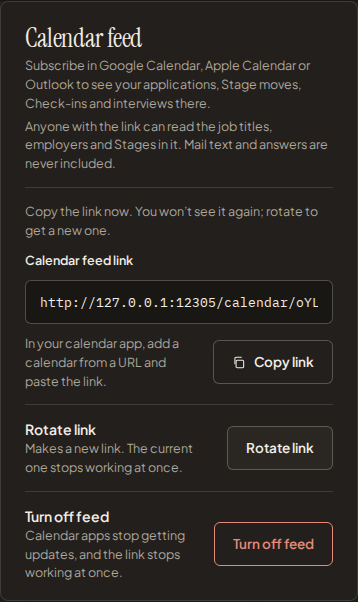 Calendar feed
Subscribe in Google Calendar, Apple Calendar or
Outlook to see your applications, Stage moves,
Check-ins and interviews there.
Anyone with the link can read the job titles,
employers and Stages in it. Mail text and answers are
never included.
Copy the link now. You won't see it again; rotate to
get a new one.
Calendar feed link
http://127.0.0.1:12305/calendar/oYL
In your calendar app, add a
calendar from a URL and
paste the link.
Copy link
Rotate link
Makes a new link. The current
one stops working at once.
Rotate link
Turn off feed
Calendar apps stop getting
updates, and the link stops
working at once.
Turn off feed